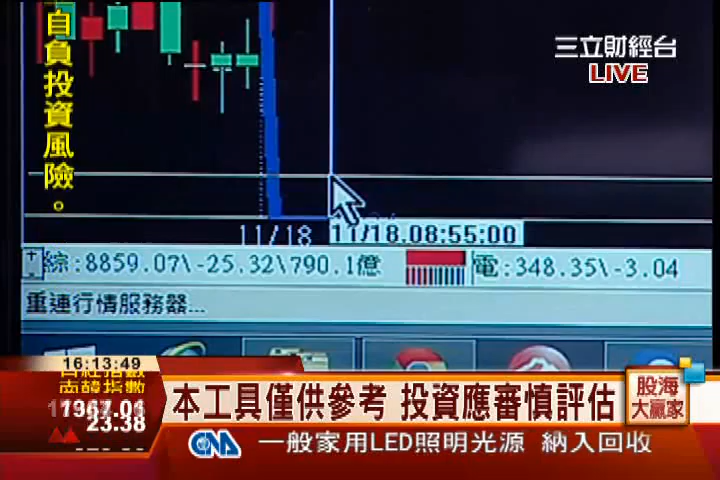 自負投資風險。
三立財經台
LIVE
11/18
11/18.08:55:00
綜:8859.07\-25.32\790.1億
電:348.35\-3.04
重連行情服務器...
16:13:49
南韓指數
23.38
本工具僅供參考 投資應審慎評估
股海
大贏家
CNA
一般家用LED照明光源 納入回收